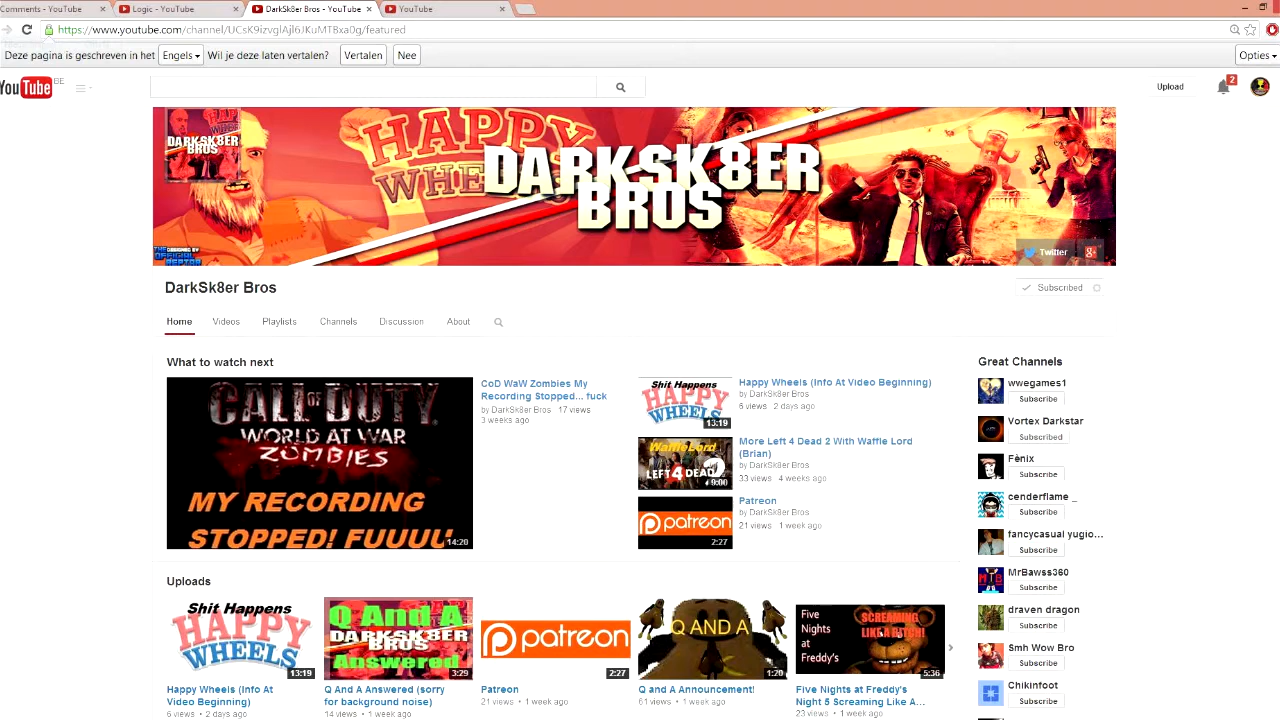 Comments - YouTube
Logic - YouTube
DarkSk8er Bros - YouTube
YouTube
https://www.youtube.com/channel/UCsK9izvglAjl6JKuMTBxa0g/featured
Deze pagina is geschreven in het Engels Wil je deze laten vertalen? Vertalen Nee Opties
YouTube BE
Upload
2
HAPPY WHEELS
DARKSK8ER BROS
DARKSK8ER BROS
DESIGNED BY
THE OFFICIAL RAPTOR
Twitter
g+
DarkSk8er Bros
Subscribed
Home Videos Playlists Channels Discussion About
What to watch next
CALL OF DUTY
WORLD AT WAR
ZOMBIES
MY RECORDING
STOPPED! FUUUU
14:20
CoD WaW Zombies My
Recording Stopped... fuck
by DarkSk8er Bros 17 views
3 weeks ago
Shit Happens
HAPPY WHEELS
13:19
Happy Wheels (Info At Video Beginning)
by DarkSk8er Bros
6 views 2 days ago
WaffleLord
LEFT 4 DEAD 2
9:00
More Left 4 Dead 2 With Waffle Lord
(Brian)
by DarkSk8er Bros
33 views 4 weeks ago
patreon
2:27
Patreon
by DarkSk8er Bros
21 views 1 week ago
Great Channels
wwegames1
Subscribe
Vortex Darkstar
Subscribed
Fènix
Subscribe
cenderflame _
Subscribe
fancycasual yugio...
Subscribe
MrBawss360
Subscribe
draven dragon
Subscribe
Smh Wow Bro
Subscribe
Chikinfoot
Subscribe
Uploads
Shit Happens
HAPPY
WHEELS
13:19
Happy Wheels (Info At
Video Beginning)
6 views • 2 days ago
Q And A
DARKSK8ER
BROS
Answered
3:29
Q And A Answered (sorry
for background noise)
14 views • 1 week ago
patreon
2:27
Patreon
21 views • 1 week ago
Q AND A
1:20
Q and A Announcement!
61 views • 1 week ago
Five
Nights
at
Freddy's
SCREAMING
LIKE A BITCH!
5:36
Five Nights at Freddy's
Night 5 Screaming Like A...
23 views • 1 week ago